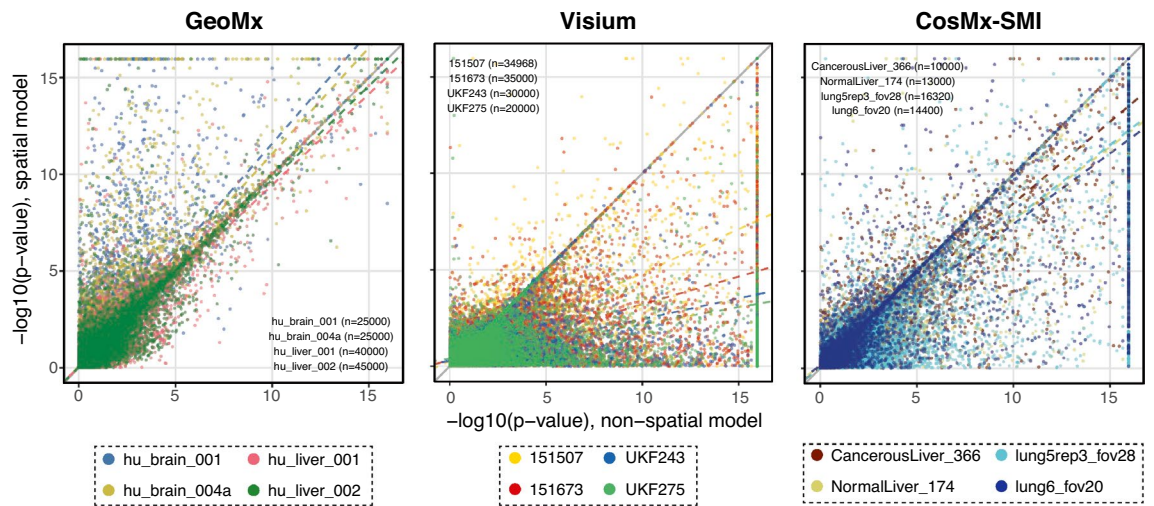 GeoMx
Visium
CosMx-SMI
−log10(p−value), spatial model
15
10
5
0
hu_brain_001 (n=25000)
hu_brain_004a (n=25000)
hu_liver_001 (n=40000)
hu_liver_002 (n=45000)
0 5 10 15
151507 (n=34968)
151673 (n=35000)
UKF243 (n=30000)
UKF275 (n=20000)
0 5 10 15
CancerousLiver_366 (n=10000)
NormalLiver_174 (n=13000)
lung5rep3_fov28 (n=16320)
lung6_fov20 (n=14400)
0 5 10 15
−log10(p−value), non−spatial model
hu_brain_001 hu_liver_001
hu_brain_004a hu_liver_002
151507 UKF243
151673 UKF275
CancerousLiver_366 lung5rep3_fov28
NormalLiver_174 lung6_fov20